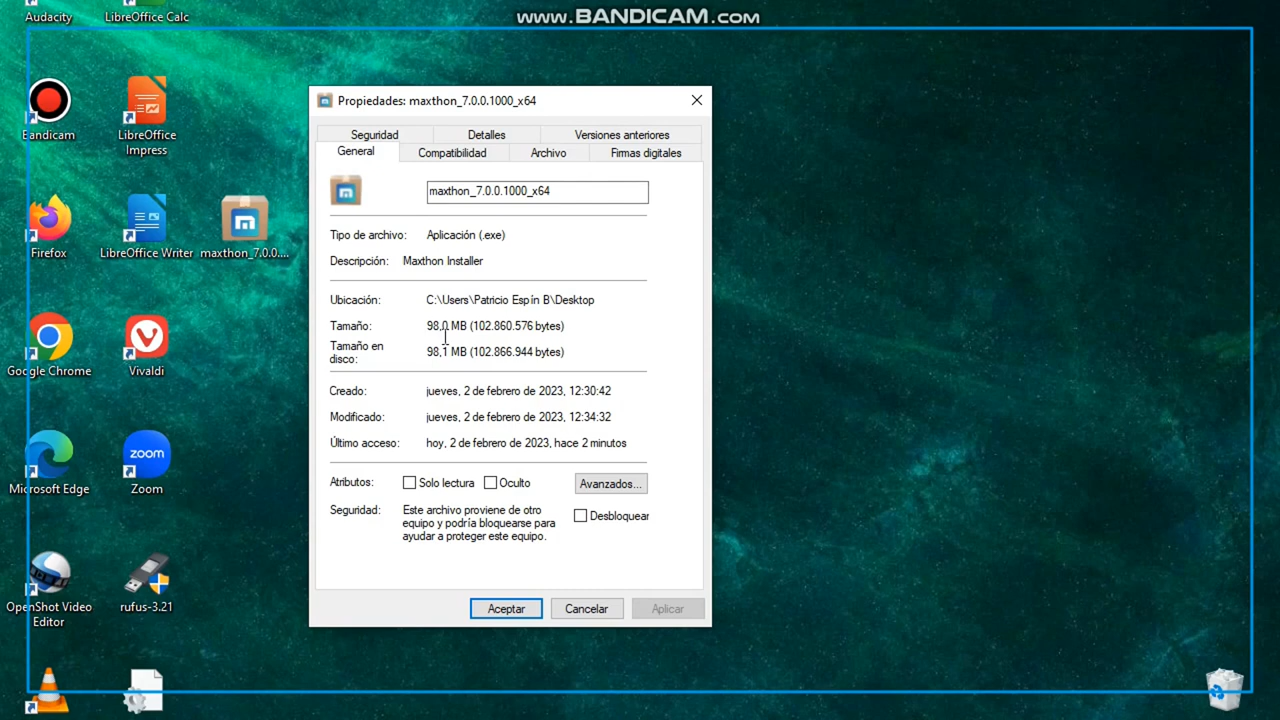 www.BANDICAM.com
Audacity
LibreOffice Calc
Bandicam
LibreOffice
Impress
Firefox
LibreOffice Writer
maxthon_7.0.0....
Google Chrome
Vivaldi
zoom
Microsoft Edge
Zoom
OpenShot Video
Editor
rufus-3.21
Propiedades: maxthon_7.0.0.1000_x64
Seguridad
Detalles
Versiones anteriores
General
Compatibilidad
Archivo
Firmas digitales
maxthon_7.0.0.1000_x64
Tipo de archivo: Aplicación (.exe)
Descripción: Maxthon Installer
Ubicación: C:\Users\Patricio Espín B\Desktop
Tamaño: 98,0 MB (102.860.576 bytes)
Tamaño en
disco: 98,1 MB (102.866.944 bytes)
Creado: jueves, 2 de febrero de 2023, 12:30:42
Modificado: jueves, 2 de febrero de 2023, 12:34:32
Último acceso: hoy, 2 de febrero de 2023, hace 2 minutos
Atributos: Solo lectura Oculto Avanzados...
Seguridad: Este archivo proviene de otro
equipo y podría bloquearse para
ayudar a proteger este equipo.
Desbloquear
Aceptar
Cancelar
Aplicar